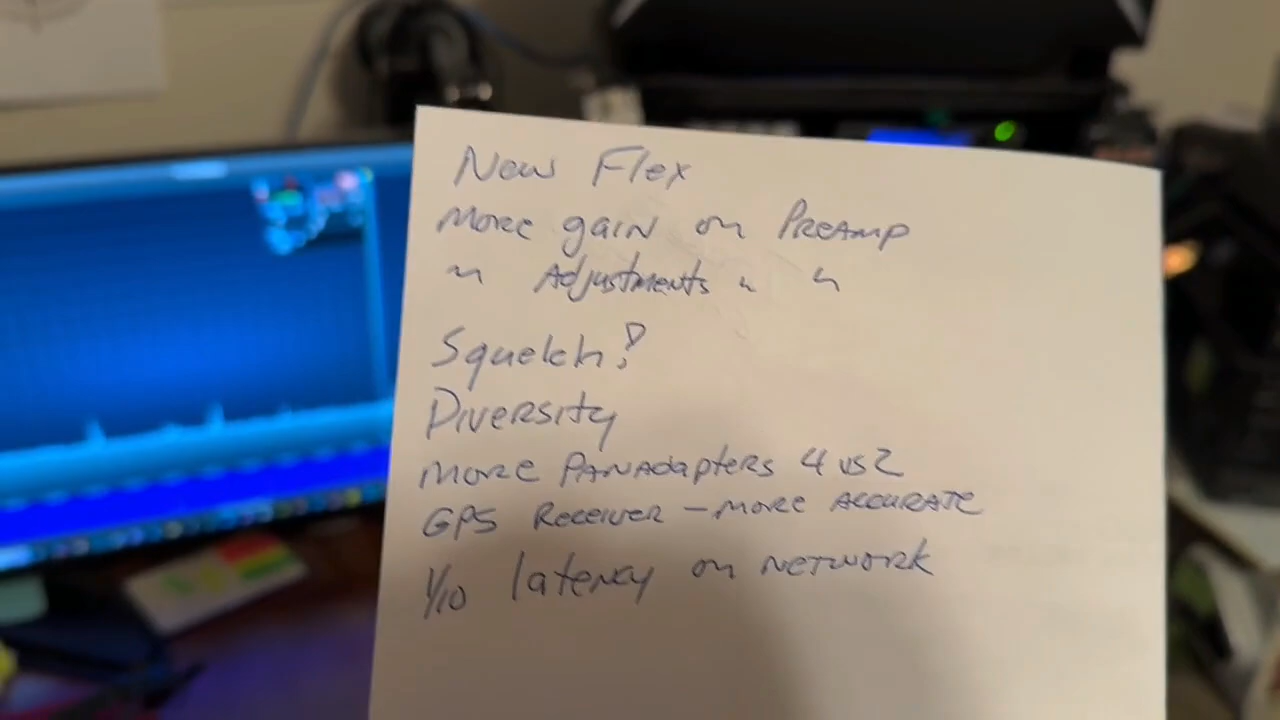 New Flex
More gain on Preamp
" Adjustments " "
Squelch?
Diversity
More Panadapters 4 vs 2
GPS Receiver - More Accurate
1/10 latency on network